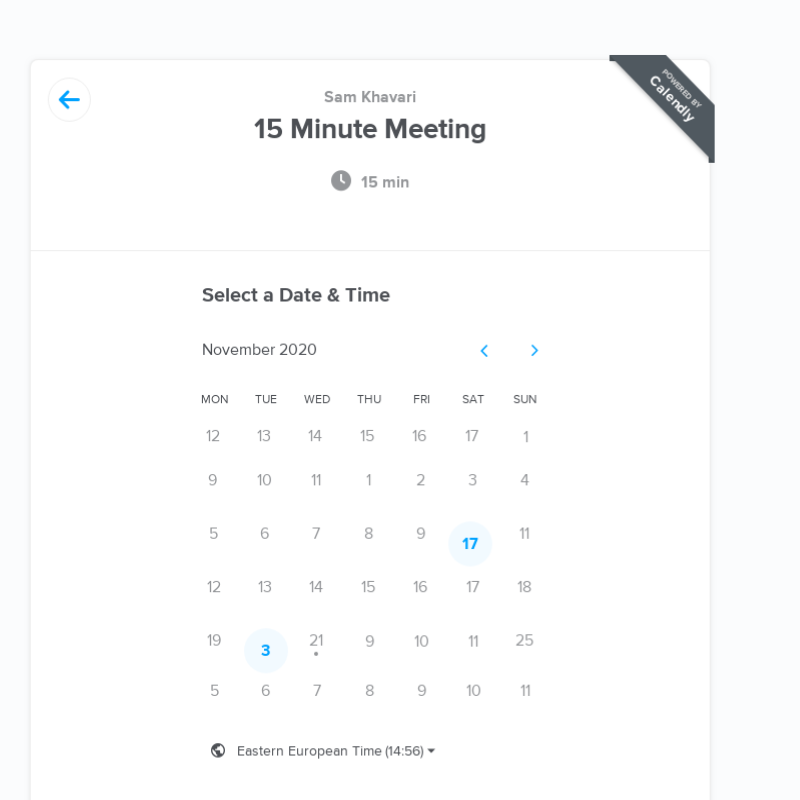 POWERED BY
Calendly
Sam Khavari
15 Minute Meeting
15 min
Select a Date & Time
November 2020
MON TUE WED THU FRI SAT SUN
12 13 14 15 16 17 1
9 10 11 1 2 3 4
5 6 7 8 9 17 11
12 13 14 15 16 17 18
19 3 21 9 10 11 25
5 6 7 8 9 10 11
Eastern European Time (14:56)